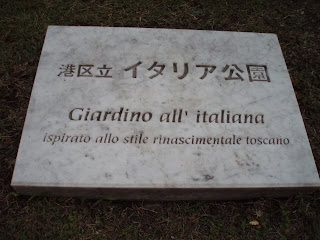 港区立 イタリア公園
Giardino all' italiana
ispirato allo stile rinascimentale toscano